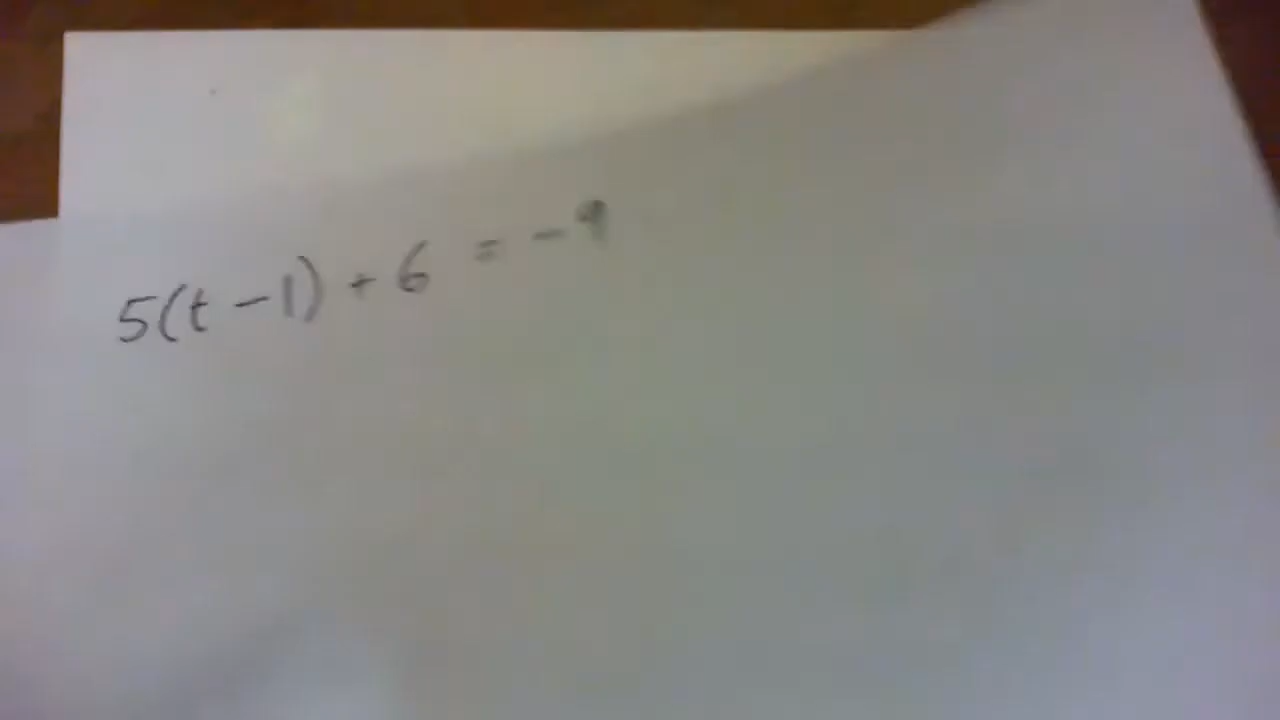 5(t-1)+6 = -9